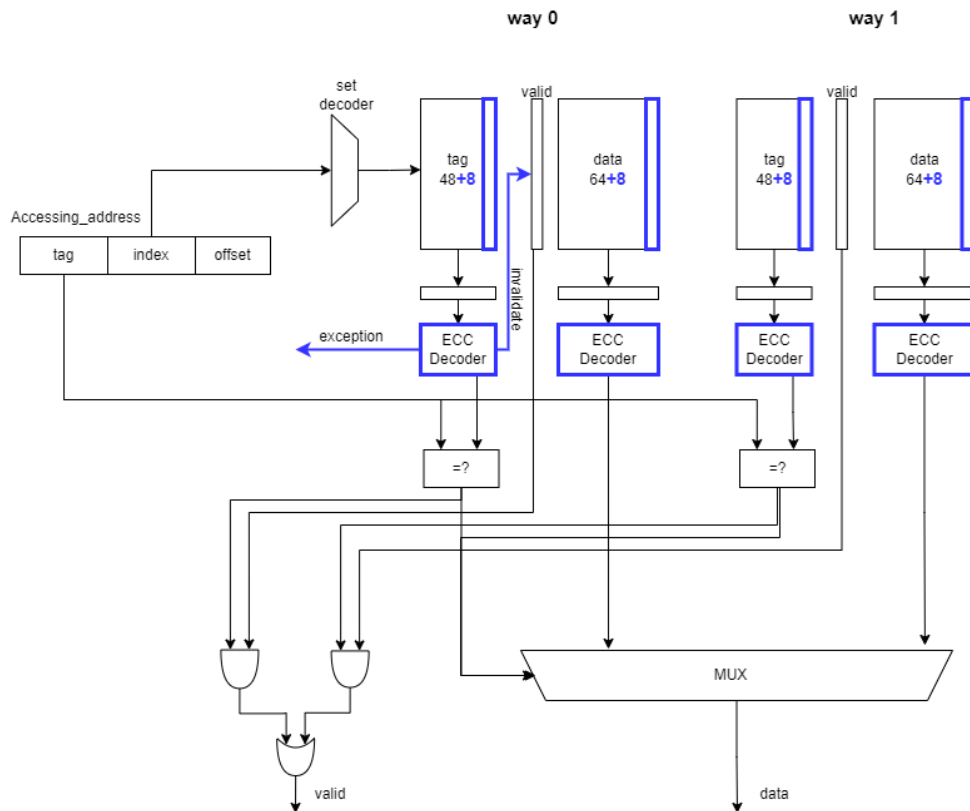 way 0
way 1
set
decoder
valid
valid
tag
48+8
data
64+8
tag
48+8
data
64+8
Accessing_address
tag
index
offset
invalidate
exception
ECC
Decoder
ECC
Decoder
ECC
Decoder
ECC
Decoder
=?
=?
MUX
valid
data